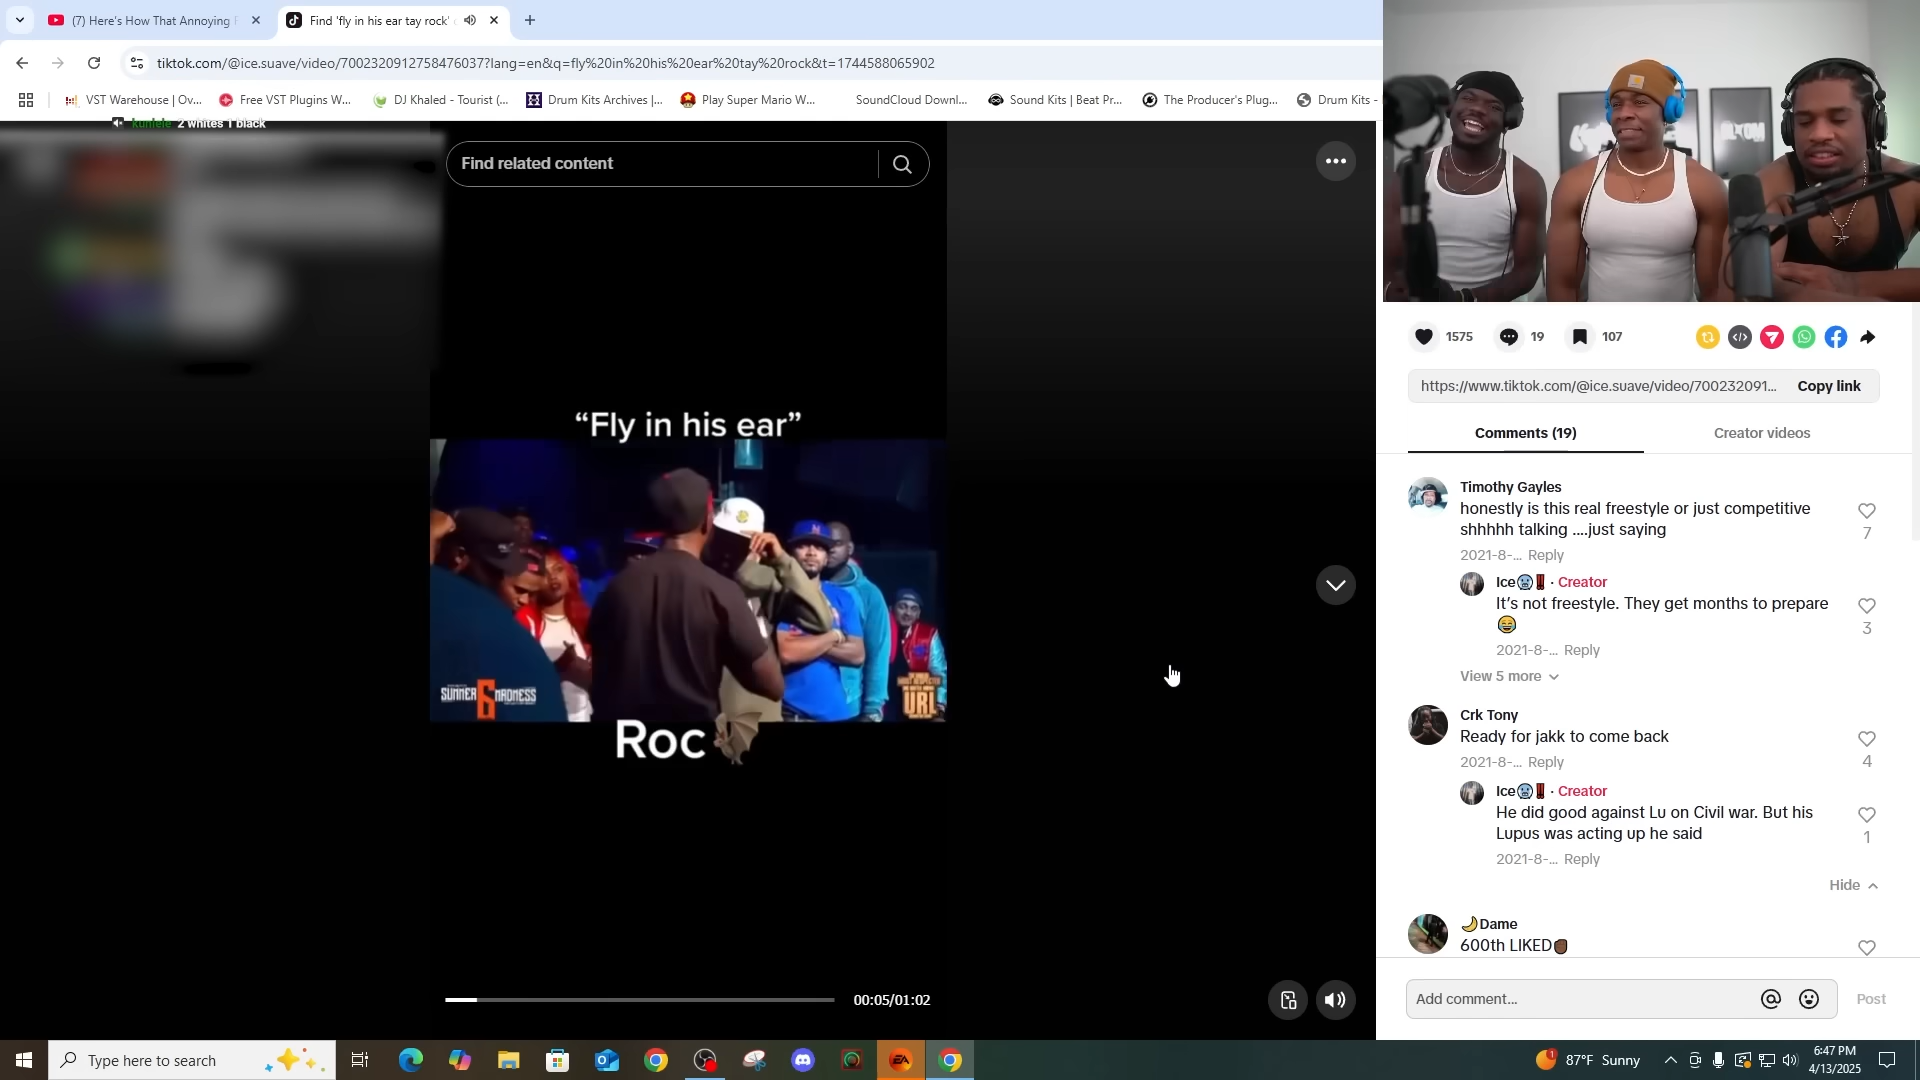 (7) Here's How That Annoying
Find 'fly in his ear tay rock'
tiktok.com/@ice.suave/video/7002320912758476037?lang=en&q=fly%20in%20his%20ear%20tay%20rock&t=1744588065902
VST Warehouse | Ov...
Free VST Plugins W...
DJ Khaled - Tourist (...
Drum Kits Archives |...
Play Super Mario W...
SoundCloud Downl...
Sound Kits | Beat Pr...
The Producer's Plug...
Drum Kits -
kunlele 2 whites 1 black
Find related content
“Fly in his ear”
SUMMER 6 MADNESS
URL
Roc
00:05/01:02
1575
19
107
https://www.tiktok.com/@ice.suave/video/700232091...
Copy link
Comments (19)
Creator videos
Timothy Gayles
honestly is this real freestyle or just competitive
shhhhh talking ....just saying
7
2021-8-... Reply
Ice🥶‼️ · Creator
It’s not freestyle. They get months to prepare
😂
3
2021-8-... Reply
View 5 more
Crk Tony
Ready for jakk to come back
4
2021-8-... Reply
Ice🥶‼️ · Creator
He did good against Lu on Civil war. But his
Lupus was acting up he said
1
2021-8-... Reply
Hide
🌙Dame
600th LIKED✊🏿
Add comment...
Post
Type here to search
EA
1
87°F Sunny
6:47 PM
4/13/2025